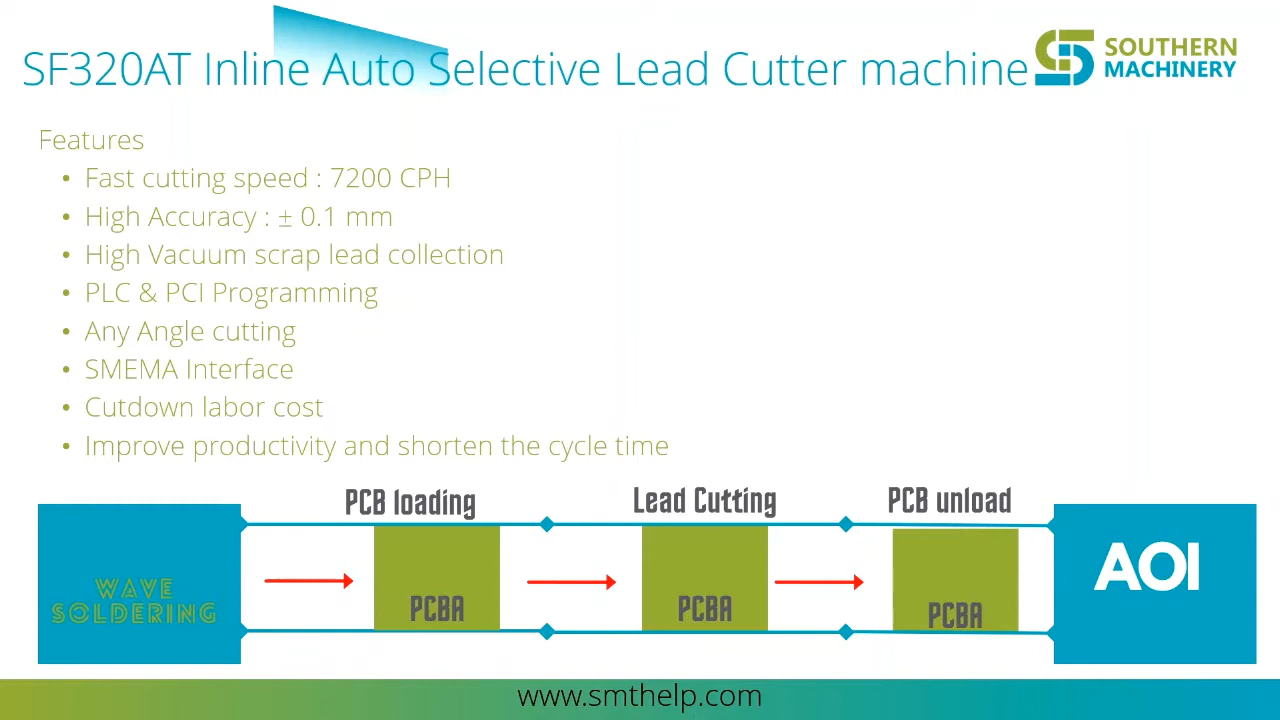 SF320AT Inline Auto Selective Lead Cutter machine
SOUTHERN
MACHINERY
Features
• Fast cutting speed : 7200 CPH
• High Accuracy : ± 0.1 mm
• High Vacuum scrap lead collection
• PLC & PCI Programming
• Any Angle cutting
• SMEMA Interface
• Cutdown labor cost
• Improve productivity and shorten the cycle time
PCB loading
Lead Cutting
PCB unload
WAVE
SOLDERING
PCBA
PCBA
PCBA
AOI
www.smthelp.com